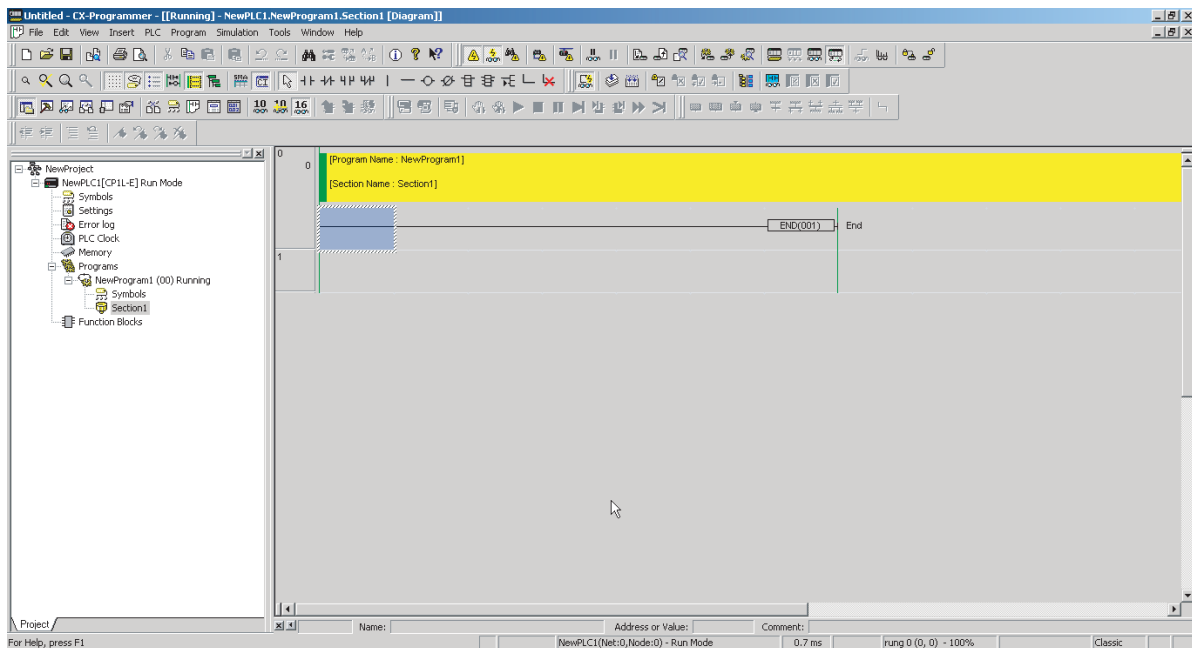 Untitled - CX-Programmer - [[Running] - NewPLC1.NewProgram1.Section1 [Diagram]]
File Edit View Insert PLC Program Simulation Tools Window Help
10 10 16
NewProject
NewPLC1[CP1L-E] Run Mode
Symbols
Settings
Error log
PLC Clock
Memory
Programs
NewProgram1 (00) Running
Symbols
Section1
Function Blocks
Project
0
0
[Program Name : NewProgram1]
[Section Name : Section1]
END(001)
End
1
Name:
Address or Value:
Comment:
For Help, press F1
NewPLC1(Net:0,Node:0) - Run Mode
0.7 ms
rung 0 (0, 0) - 100%
Classic